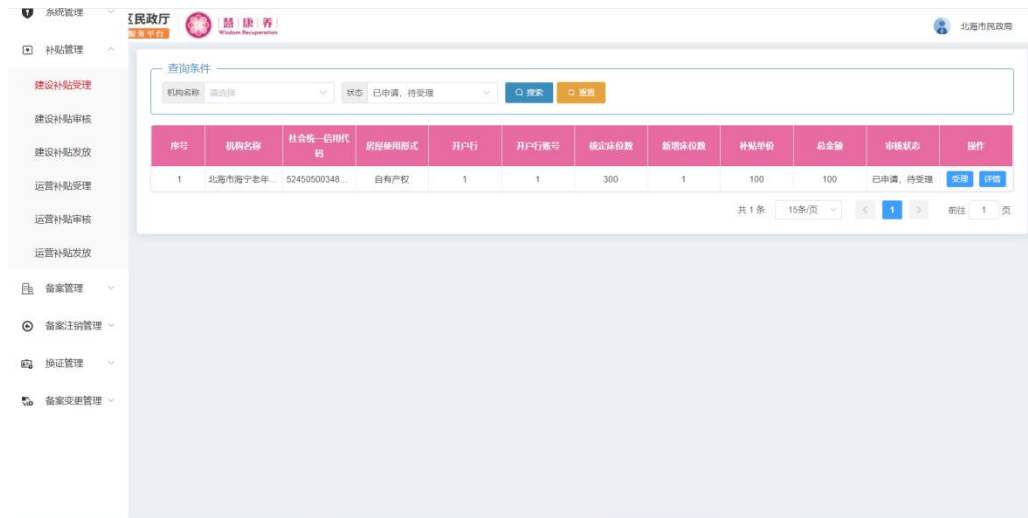 系统管理
区民政厅
服务平台
慧康养
Wisdom Recuperation
北海市民政局
补贴管理
建设补贴受理
建设补贴审核
建设补贴发放
运营补贴受理
运营补贴审核
运营补贴发放
备案管理
备案注销管理
换证管理
备案变更管理
查询条件
机构名称 请选择 状态 已申请，待受理 搜索 重置
序号 机构名称 社会统一信用代码 房屋使用形式 开户行 开户行账号 核定床位数 新增床位数 补贴单价 总金额 审核状态 操作
1 北海市海宁老年... 52450500348... 自有产权 1 1 300 1 100 100 已申请，待受理 受理 详情
共 1 条 15条/页 < 1 > 前往 1 页